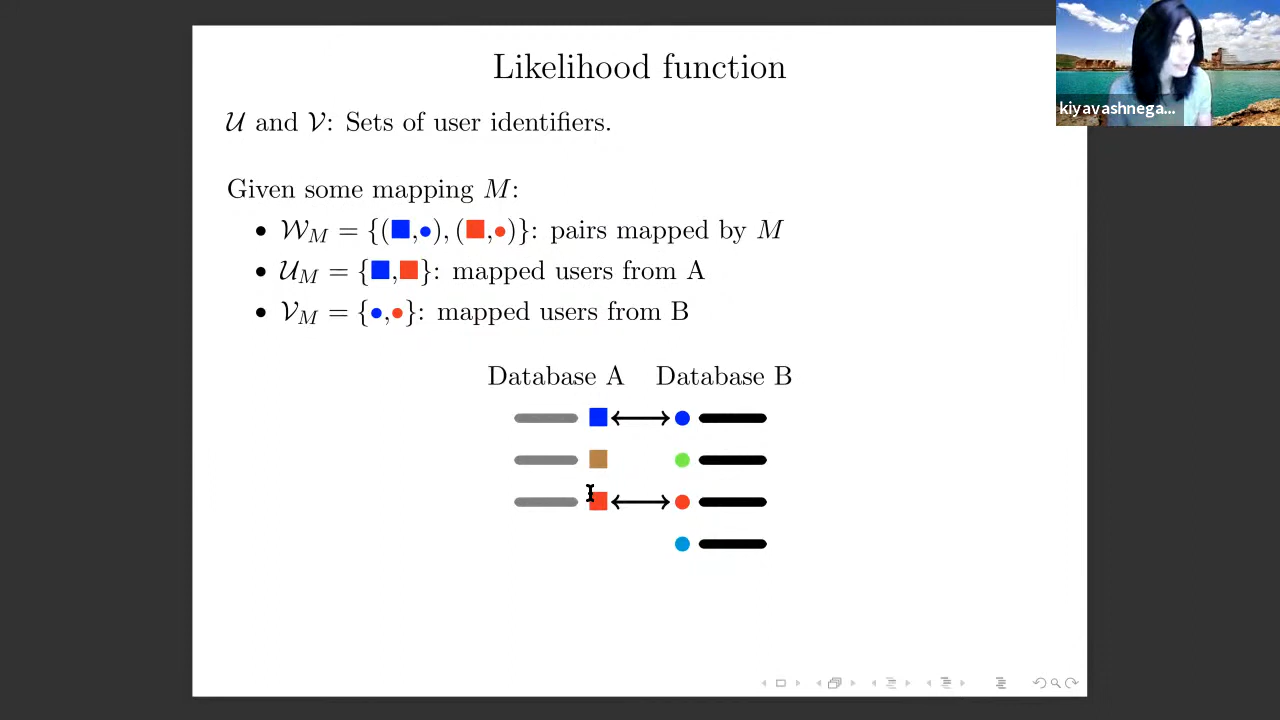 Likelihood function
kiyavashnega...
𝒰 and 𝒱: Sets of user identifiers.
Given some mapping M:
• 𝒲_M = {(■,●), (■,●)}: pairs mapped by M
• 𝒰_M = {■,■}: mapped users from A
• 𝒱_M = {●,●}: mapped users from B
Database A Database B